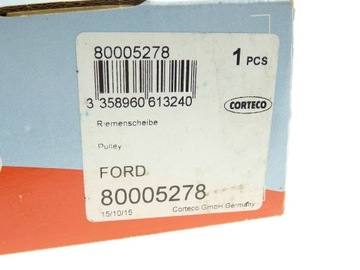 80005278
1 PCS
3 358960 613240
CORTECO
Riemenscheibe
Pulley
FORD
80005278
15/10/15
Corteco GmbH Germany